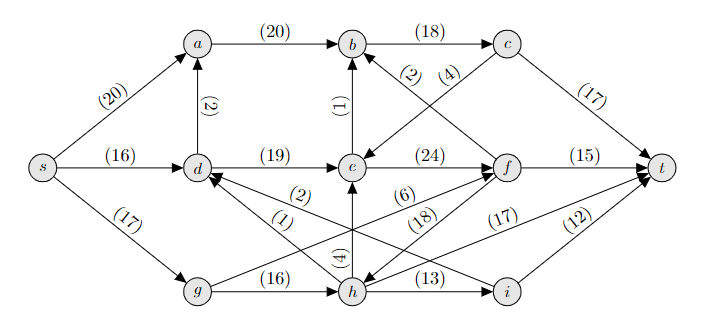 (20) (18)
a b c
(20) (2) (4) (17)
(2) (1)
(16) (19) (24) (15)
s d e f t
(17) (2) (6) (17)
(1) (18) (12)
(4)
(16) (13)
g h i